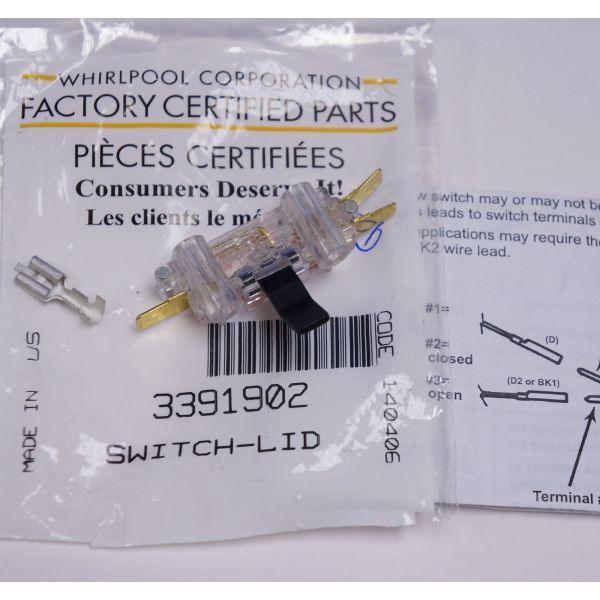 WHIRLPOOL CORPORATION
FACTORY CERTIFIED PARTS
PIÈCES CERTIFIÉES
Consumers Deserve It!
Les clients le mé
MADE IN US
CODE 140406
3391902
SWITCH-LID
w switch may or may not be
s leads to switch terminals
pplications may require the
K2 wire lead.
#1=
(D)
#2=
closed
#3=
(D2 or BK1)
open
Terminal #